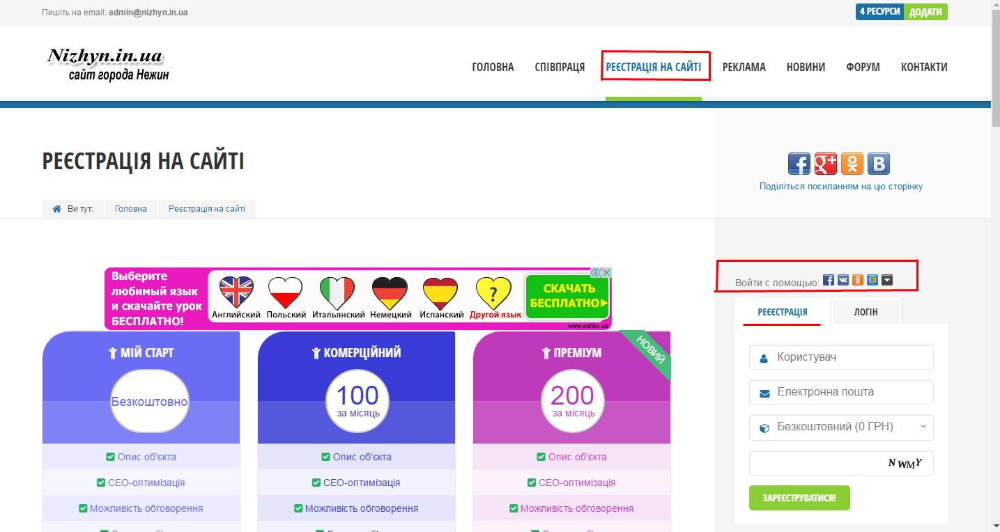 Пишіть на email: admin@nizhyn.in.ua
4 РЕСУРСИ ДОДАТИ
Nizhyn.in.ua
сайт города Нежин
ГОЛОВНА СПІВПРАЦЯ РЕЄСТРАЦІЯ НА САЙТІ РЕКЛАМА НОВИНИ ФОРУМ КОНТАКТИ
РЕЄСТРАЦІЯ НА САЙТІ
Поділіться посиланням на цю сторінку
Ви тут: Головна Реєстрація на сайті
Выберите
любимый язык
и скачайте урок
БЕСПЛАТНО!
?
Английский Польский Итальянский Немецкий Испанский Другой язык
СКАЧАТЬ
БЕСПЛАТНО
www.eshko.ua
Войти с помощью:
РЕЕЄСТРАЦІЯ ЛОГІН
Користувач
Електронна пошта
Безкоштовний (0 ГРН)
NWMY
ЗАРЕЄСТРУВАТИСЯ!
МІЙ СТАРТ
Безкоштовно
Опис об'єкта
СЕО-оптимізація
Можливість обговорення
КОМЕРЦІЙНИЙ
100
за місяць
Опис об'єкта
СЕО-оптимізація
Можливість обговорення
ПРЕМІУМ
НОВИЙ
200
за місяць
Опис об'єкта
СЕО-оптимізація
Можливість обговорення